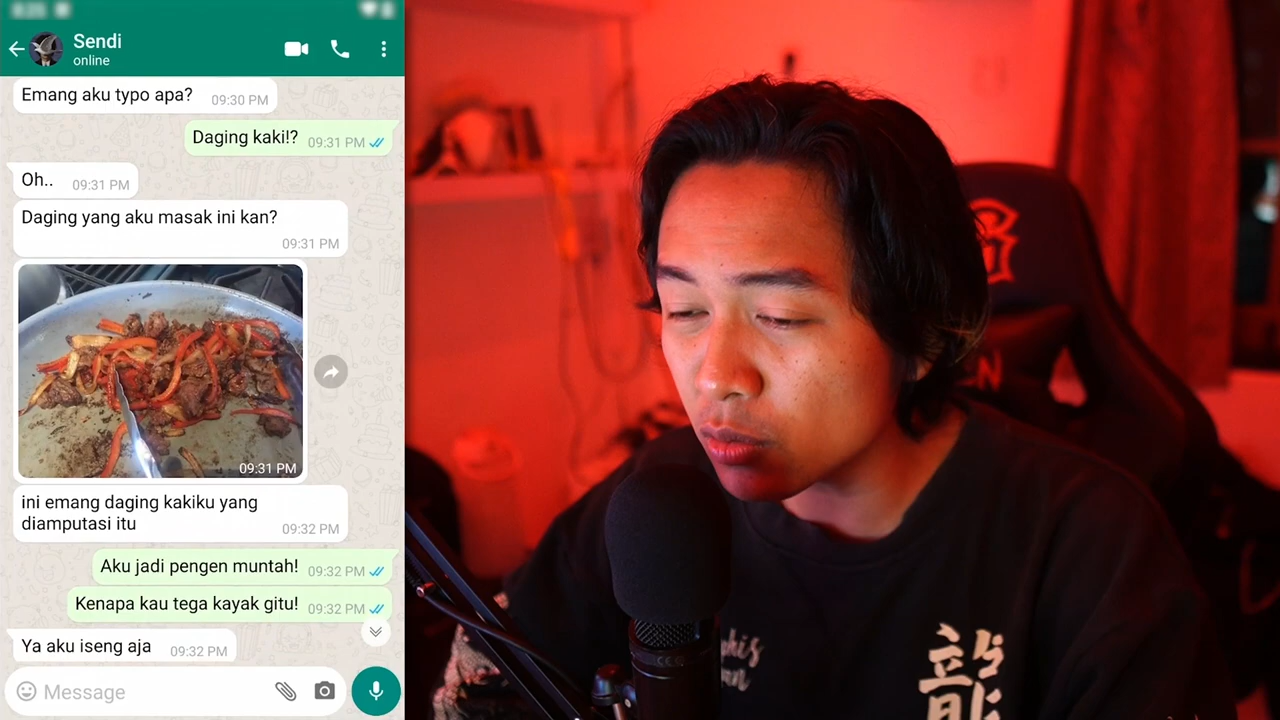 Sendi
online
Emang aku typo apa? 09:30 PM
Daging kaki!? 09:31 PM
Oh.. 09:31 PM
Daging yang aku masak ini kan?
09:31 PM
09:31 PM
ini emang daging kakiku yang
diamputasi itu 09:32 PM
Aku jadi pengen muntah! 09:32 PM
Kenapa kau tega kayak gitu! 09:32 PM
Ya aku iseng aja 09:32 PM
Message
N
龍